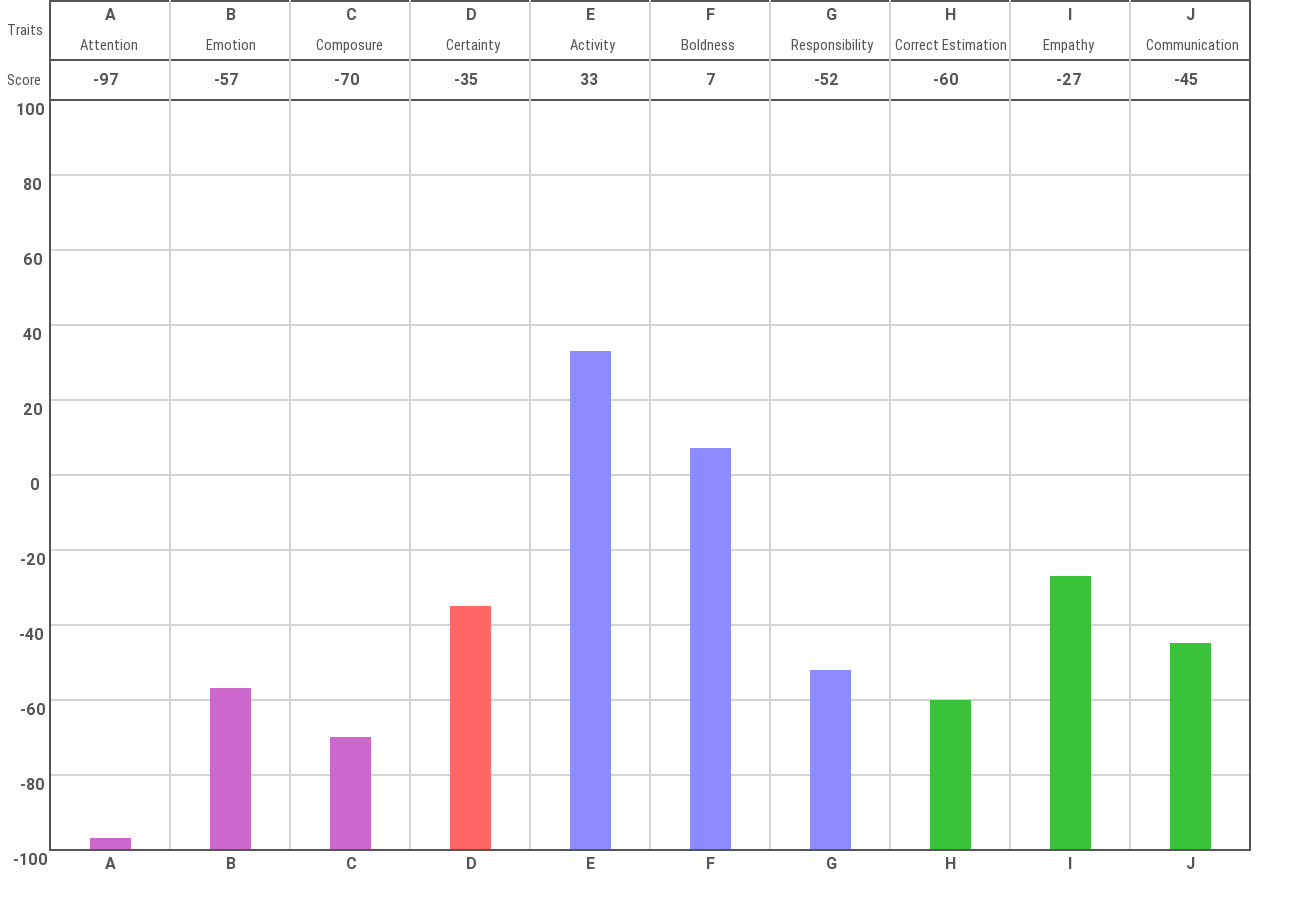 A B C D E F G H I J
Traits
Attention Emotion Composure Certainty Activity Boldness Responsibility Correct Estimation Empathy Communication
Score -97 -57 -70 -35 33 7 -52 -60 -27 -45
100
80
60
40
20
0
-20
-40
-60
-80
-100
A B C D E F G H I J